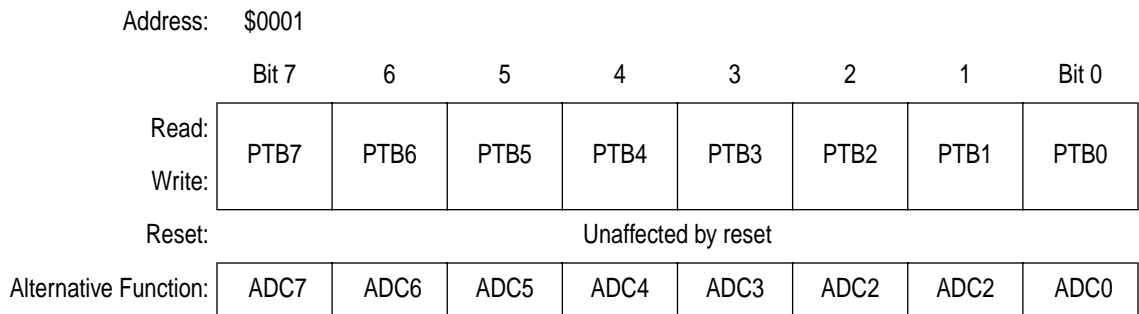 Address: $0001
Bit 7 6 5 4 3 2 1 Bit 0
Read:
PTB7 PTB6 PTB5 PTB4 PTB3 PTB2 PTB1 PTB0
Write:
Reset: Unaffected by reset
Alternative Function: ADC7 ADC6 ADC5 ADC4 ADC3 ADC2 ADC2 ADC0